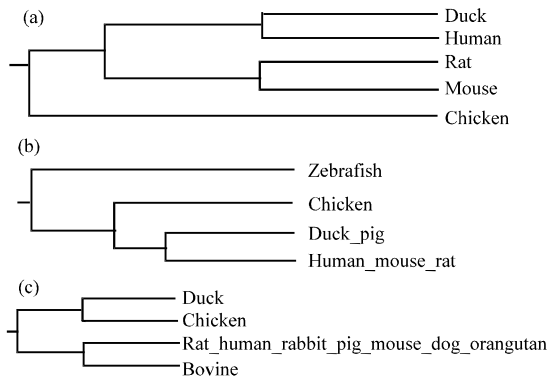 (a)
Duck
Human
Rat
Mouse
Chicken
(b)
Zebrafish
Chicken
Duck_pig
Human_mouse_rat
(c)
Duck
Chicken
Rat_human_rabbit_pig_mouse_dog_orangutan
Bovine